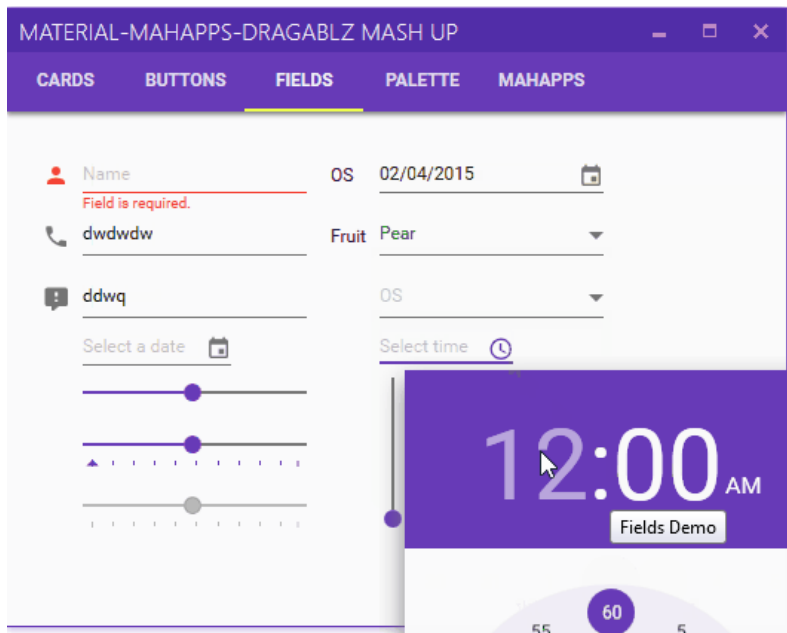 MATERIAL-MAHAPPS-DRAGABLZ MASH UP
CARDS BUTTONS FIELDS PALETTE MAHAPPS
Name OS 02/04/2015
Field is required.
dwdwdw Fruit Pear
ddwq OS
Select a date Select time
12:00 AM
Fields Demo
60
55 5